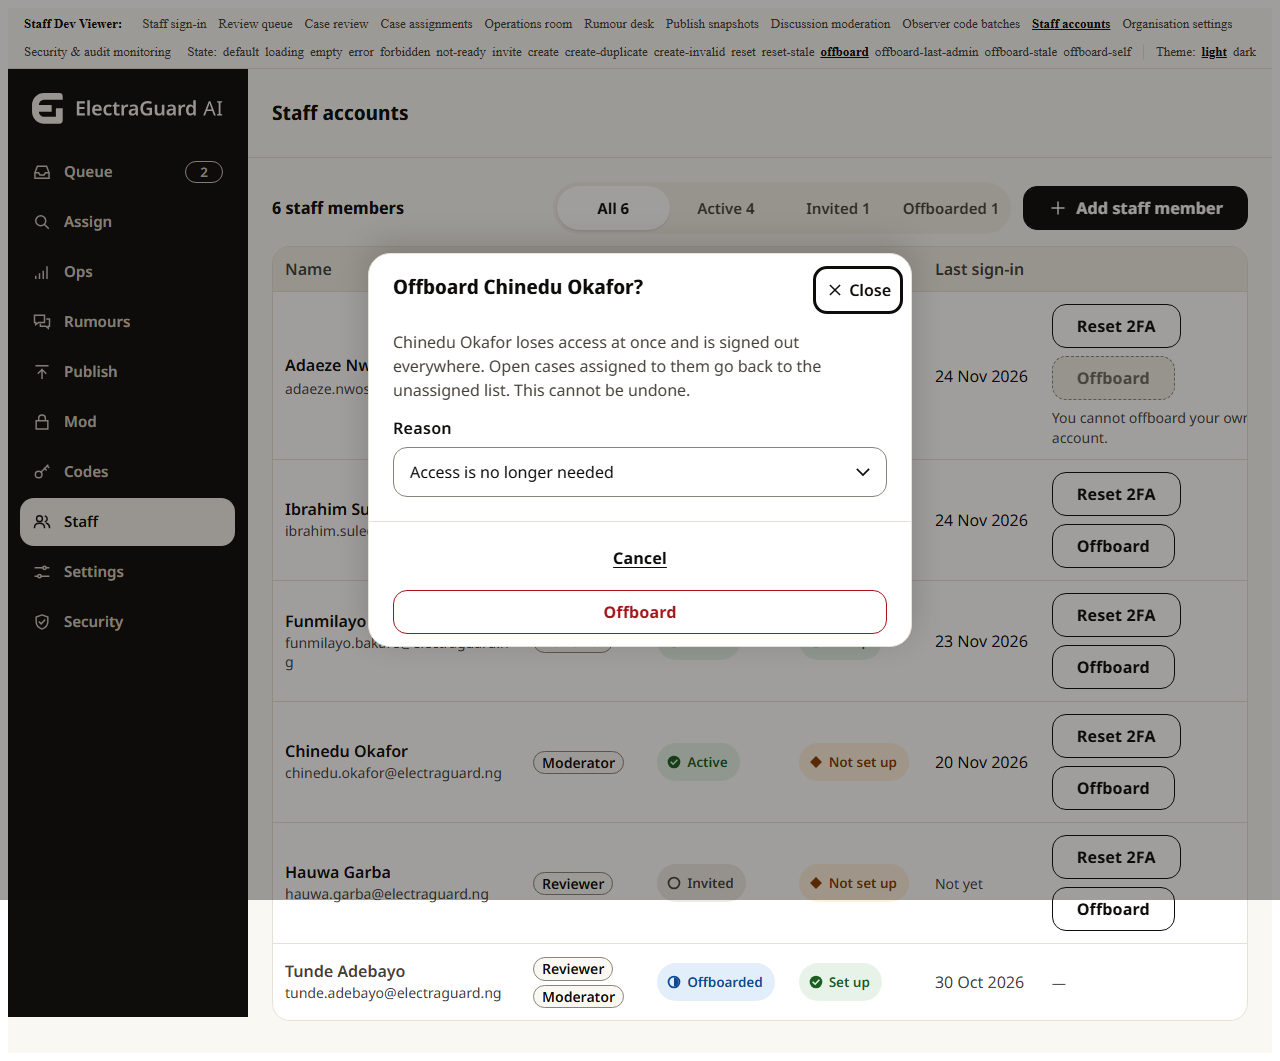 Staff Dev Viewer: Staff sign-in Review queue Case review Case assignments Operations room Rumour desk Publish snapshots Discussion moderation Observer code batches Staff accounts Organisation settings
Security & audit monitoring State: default loading empty error forbidden not-ready invite create create-duplicate create-invalid reset reset-stale offboard offboard-last-admin offboard-stale offboard-self Theme: light dark
ElectraGuard AI
Queue 2
Assign
Ops
Rumours
Publish
Mod
Codes
Staff
Settings
Security
Staff accounts
6 staff members All 6 Active 4 Invited 1 Offboarded 1 Add staff member
Name Last sign-in
Offboard Chinedu Okafor? Close
Chinedu Okafor loses access at once and is signed out
everywhere. Open cases assigned to them go back to the
unassigned list. This cannot be undone.
Reason
Access is no longer needed
Cancel
Offboard
Adaeze
adaeze.nwos
24 Nov 2026
Reset 2FA
Offboard
You cannot offboard your own
account.
Ibrahim
ibrahim.sule
24 Nov 2026
Reset 2FA
Offboard
Funmilayo
g
23 Nov 2026
Reset 2FA
Offboard
Chinedu Okafor
chinedu.okafor@electraguard.ng
Moderator
Active
Not set up
20 Nov 2026
Reset 2FA
Offboard
Hauwa Garba
hauwa.garba@electraguard.ng
Reviewer
Invited
Not set up
Not yet
Reset 2FA
Offboard
Tunde Adebayo
tunde.adebayo@electraguard.ng
Reviewer
Moderator
Offboarded
Set up
30 Oct 2026
—